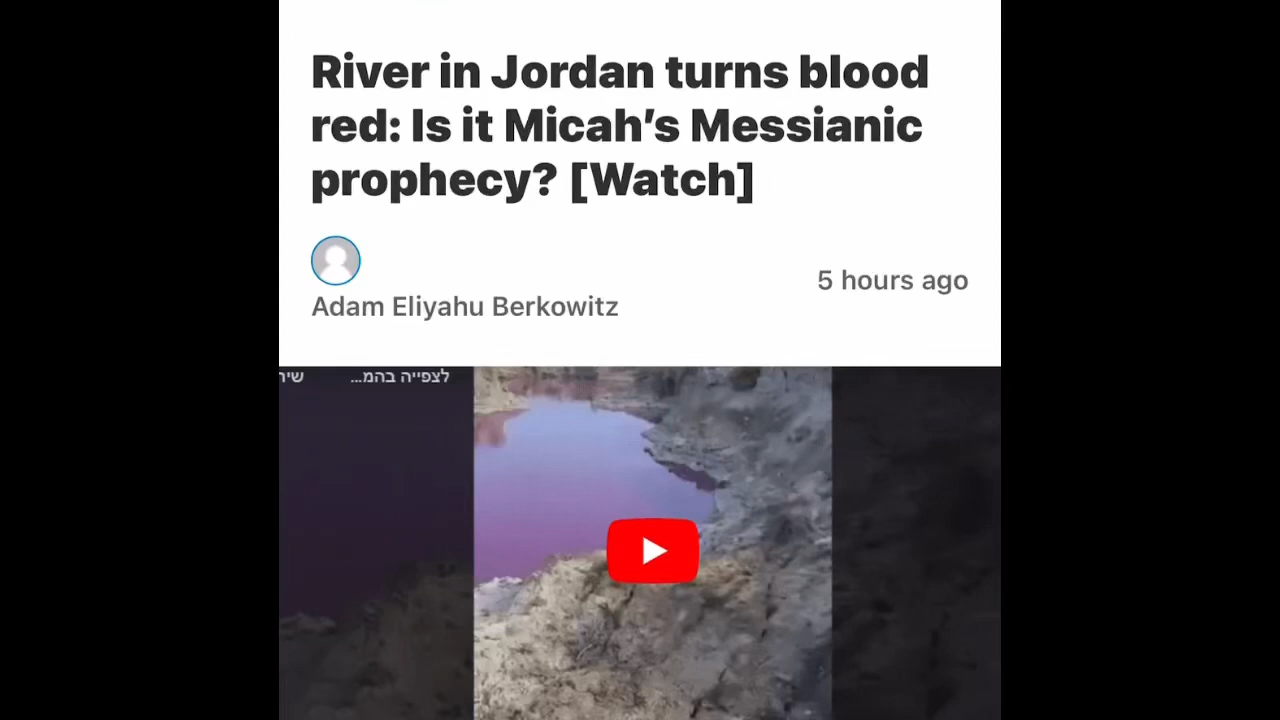 River in Jordan turns blood
red: Is it Micah's Messianic
prophecy? [Watch]
5 hours ago
Adam Eliyahu Berkowitz
לצפייה בהמ...
שיר